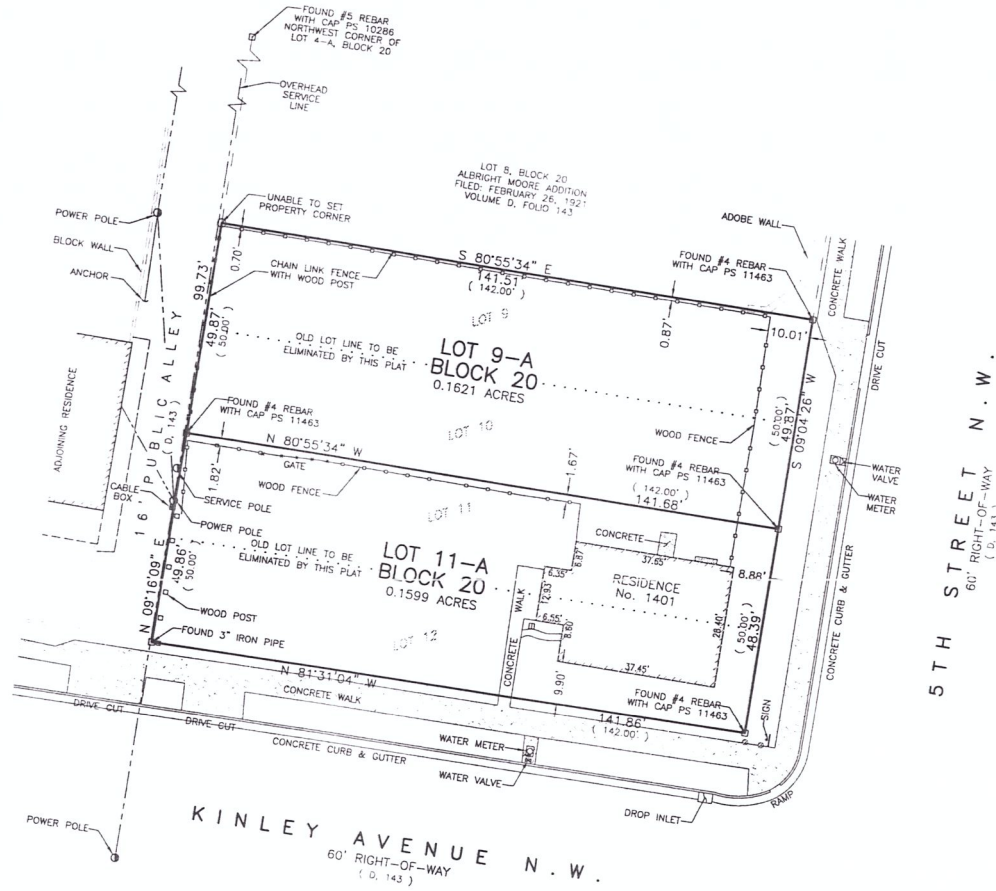 FOUND #5 REBAR
WITH CAP PS 10286
NORTHWEST CORNER OF
LOT 4-A, BLOCK 20
OVERHEAD
SERVICE
LINE
LOT 8, BLOCK 20
ALBRIGHT MOORE ADDITION
FILED: FEBRUARY 26, 1921
VOLUME D, FOLIO 143
UNABLE TO SET
PROPERTY CORNER
POWER POLE
BLOCK WALL
ANCHOR
ADOBE WALL
FOUND #4 REBAR
WITH CAP PS 11463
CONCRETE WALK
DRIVE CUT
S 80°55'34" E
141.51
( 142.00' )
CHAIN LINK FENCE
WITH WOOD POST
0.70'
99.73'
49.87'
( 50.00' )
LOT 9
0.87'
10.01'
OLD LOT LINE TO BE
ELIMINATED BY THIS PLAT
LOT 9-A
BLOCK 20
0.1621 ACRES
S 09°04'26" W
49.87'
( 50.00' )
ADJOINING RESIDENCE
16' PUBLIC ALLEY
( D, 143 )
FOUND #4 REBAR
WITH CAP PS 11463
LOT 10
WOOD FENCE
N 80°55'34" W
GATE
WOOD FENCE
1.82'
1.67'
FOUND #4 REBAR
WITH CAP PS 11463
( 142.00' )
141.68'
WATER
VALVE
WATER
METER
CABLE
BOX
SERVICE POLE
POWER POLE
LOT 11
CONCRETE
OLD LOT LINE TO BE
ELIMINATED BY THIS PLAT
LOT 11-A
BLOCK 20
0.1599 ACRES
6.87'
37.65'
6.35'
12.93'
RESIDENCE
No. 1401
8.88'
N 09°16'09" E
49.86'
( 50.00' )
WOOD POST
FOUND 3" IRON PIPE
LOT 12
CONCRETE WALK
6.55'
8.60'
28.40'
37.45'
( 50.00' )
48.39'
CONCRETE CURB & GUTTER
5TH STREET N.W.
60' RIGHT-OF-WAY
( D, 143 )
N 81°31'04" W
CONCRETE WALK
9.90'
FOUND #4 REBAR
WITH CAP PS 11463
SIGN
141.86'
( 142.00' )
DRIVE CUT
DRIVE CUT
CONCRETE CURB & GUTTER
WATER METER
WATER VALVE
DROP INLET
RAMP
POWER POLE
KINLEY AVENUE N.W.
60' RIGHT-OF-WAY
( D, 143 )